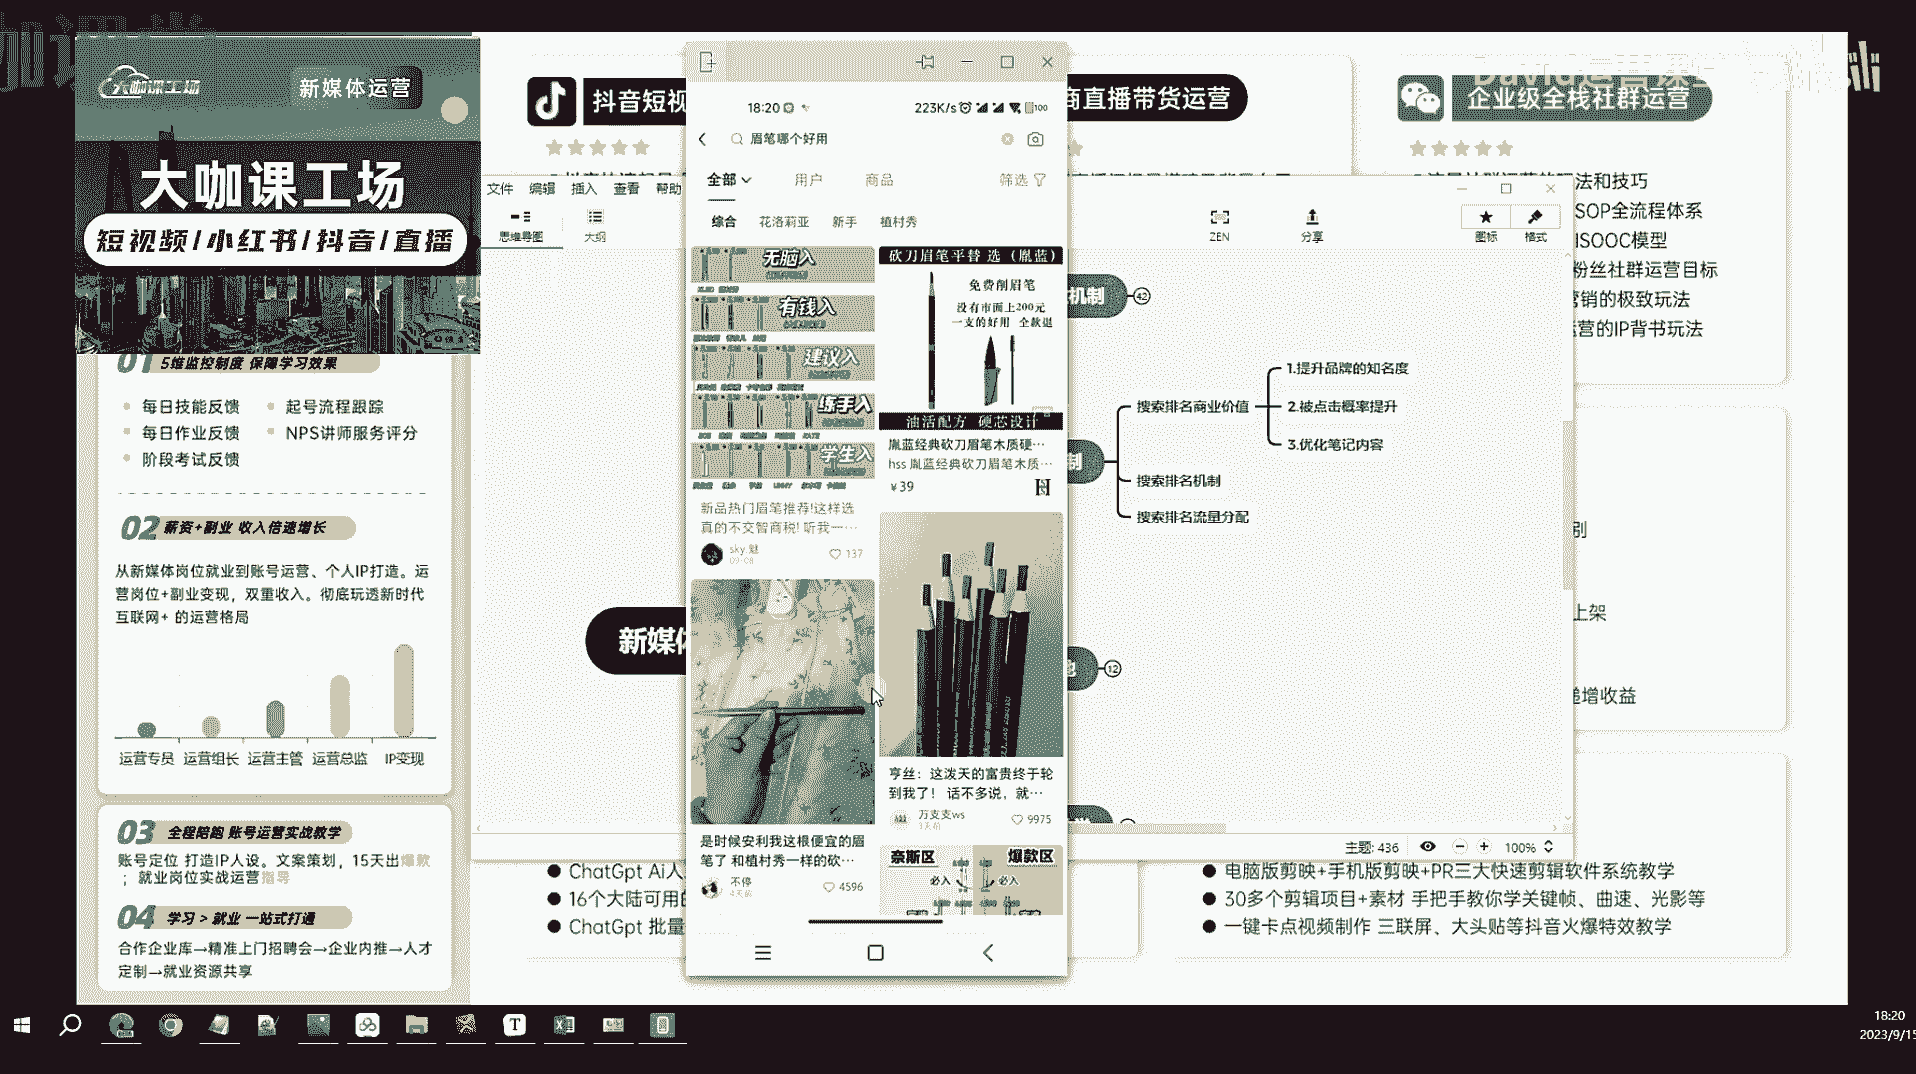 大咖课工场
新媒体运营
大咖课工场
短视频/小红书/抖音/直播
01 5维监控制度 保障学习效果
每日技能反馈
起号流程跟踪
每日作业反馈
NPS讲师服务评分
阶段考试反馈
02 薪资+副业 收入倍速增长
从新媒体岗位就业到账号运营、个人IP打造。运
营岗位+副业变现，双重收入。彻底玩透新时代
互联网+ 的运营格局
运营专员 运营组长 运营主管 运营总监 IP变现
03 全程陪跑 账号运营实战教学
账号定位 打造IP人设。文案策划，15天出爆款
；就业岗位实战运营指导
04 学习 > 就业 一站式打通
合作企业库→精准上门招聘会→企业内推→人才
定制→就业资源共享
抖音短视
文件 编辑 插入 查看 帮助
思维导图
大纲
新媒体
ChatGpt Ai人
16个大陆可用的
ChatGpt 批量
18:20
223K/s
100
眉笔哪个好用
全部
用户
商品
筛选
综合
花洛莉亚
新手
植村秀
无脑入
有钱入
建议入
练手入
学生入
新品热门眉笔推荐!这样选
真的不交智商税! 听我一…
sky 魅
09-08
137
砍刀眉笔平替 选（胤蓝）
免费削眉笔
没有市面上200元
一支的好用 全款退
油活配方 硬芯设计
胤蓝经典砍刀眉笔木质硬…
hss 胤蓝经典砍刀眉笔木质…
¥39
是时候安利我这根便宜的眉
笔了 和植村秀一样的砍…
不停
4天前
4596
亨丝：这泼天的富贵终于轮
到我了！ 话不多说，就…
万支支ws
3天前
9975
奈斯区
爆款区
必入
必入
商直播带货运营
ZEN
分享
图标
格式
机制
42
制
搜索排名商业价值
1.提升品牌的知名度
2.被点击概率提升
3.优化笔记内容
搜索排名机制
搜索排名流量分配
12
主题: 436
100%
企业级全栈社群运营
法和技巧
SOP全流程体系
ISOOC模型
粉丝社群运营目标
营销的极致玩法
运营的IP背书玩法
别
上架
递增收益
电脑版剪映+手机版剪映+PR三大快速剪辑软件系统教学
30多个剪辑项目+素材 手把手教你学关键帧、曲速、光影等
一键卡点视频制作 三联屏、大头贴等抖音火爆特效教学
18:20
2023/9/15